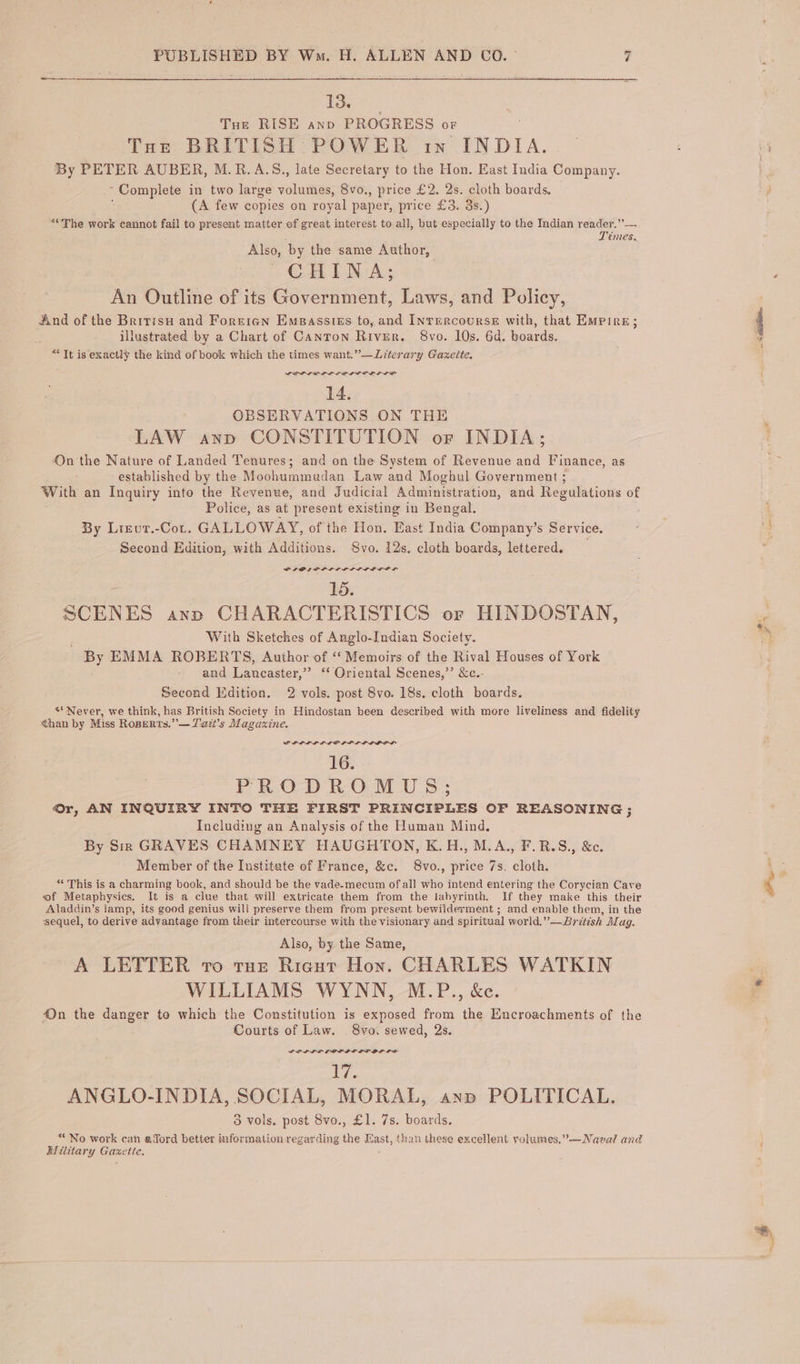 PUBLISHED BY Wm. H. ALLEN AND CO. 7
13.
THE RISE AND PROGRESS OF
THE BRITISH POWER IN INDIA.
By PETER AUBER, M.R.A.S., late Secretary to the Hon. East India Company.
Complete in two large volumes, 8vo., price £2. 2s. cloth boards.
(A few copies on royal paper, price £3. 3s.)
“The work cannot fail to present matter of great interest to all, but especially to the Indian reader.”—
Times.
Also, by the same Author,
CHINA;
An Outline of its Government, Laws, and Policy,
And of the BRITISH and FOREIGN EMBASSIES to, and INTERCOURSE with, that EMPIRE;
illustrated by a Chart of CANTON RIVER. 8vo. 10s. 6d. boards.
“It is exactly the kind of book which the times want.”—Literary Gazette.
14.
OBSERVATIONS ON THE
LAW AND CONSTITUTION OF INDIA;
On the Nature of Landed Tenures; and on the System of Revenue and Finance, as
established by the Moohummudan Law and Moghul Government;
With an Inquiry into the Revenue, and Judicial Administration, and Regulations of
Police, as at present existing in Bengal.
By LIEUT.-COL. GALLOWAY, of the Hon. East India Company’s Service.
Second Edition, with Additions. 8vo. 12s. cloth boards, lettered.
15.
SCENES AND CHARACTERISTICS OF HINDOSTAN,
With Sketches of Anglo-Indian Society.
By EMMA ROBERTS, Author of “Memoirs of the Rival Houses of York
and Lancaster,” “Oriental Scenes,” &c.
Second Edition. 2 vols. post 8vo. 18s. cloth boards.
“Never, we think, has British Society in Hindostan been described with more liveliness and fidelity
than by Miss ROBERTS.”—Tait’s Magazine.
16.
PRODROMUS;
Or, AN INQUIRY INTO THE FIRST PRINCIPLES OF REASONING;
Including an Analysis of the Human Mind.
By SIR GRAVES CHAMNEY HAUGHTON, K.H., M.A., F.R.S., &c.
Member of the Institute of France, &c. 8vo., price 7s. cloth.
“This is a charming book, and should be the vade-mecum of all who intend entering the Corycian Cave
of Metaphysics. It is a clue that will extricate them from the labyrinth. If they make this their
Aladdin’s lamp, its good genius will preserve them from present bewilderment; and enable them, in the
sequel, to derive advantage from their intercourse with the visionary and spiritual world.”—British Mag.
Also, by the Same,
A LETTER TO THE RIGHT HON. CHARLES WATKIN
WILLIAMS WYNN, M.P., &c.
On the danger to which the Constitution is exposed from the Encroachments of the
Courts of Law. 8vo. sewed, 2s.
17.
ANGLO-INDIA, SOCIAL, MORAL, AND POLITICAL.
3 vols. post 8vo., £1. 7s. boards.
“No work can afford better information regarding the East, than these excellent volumes.”—Naval and
Military Gazette.